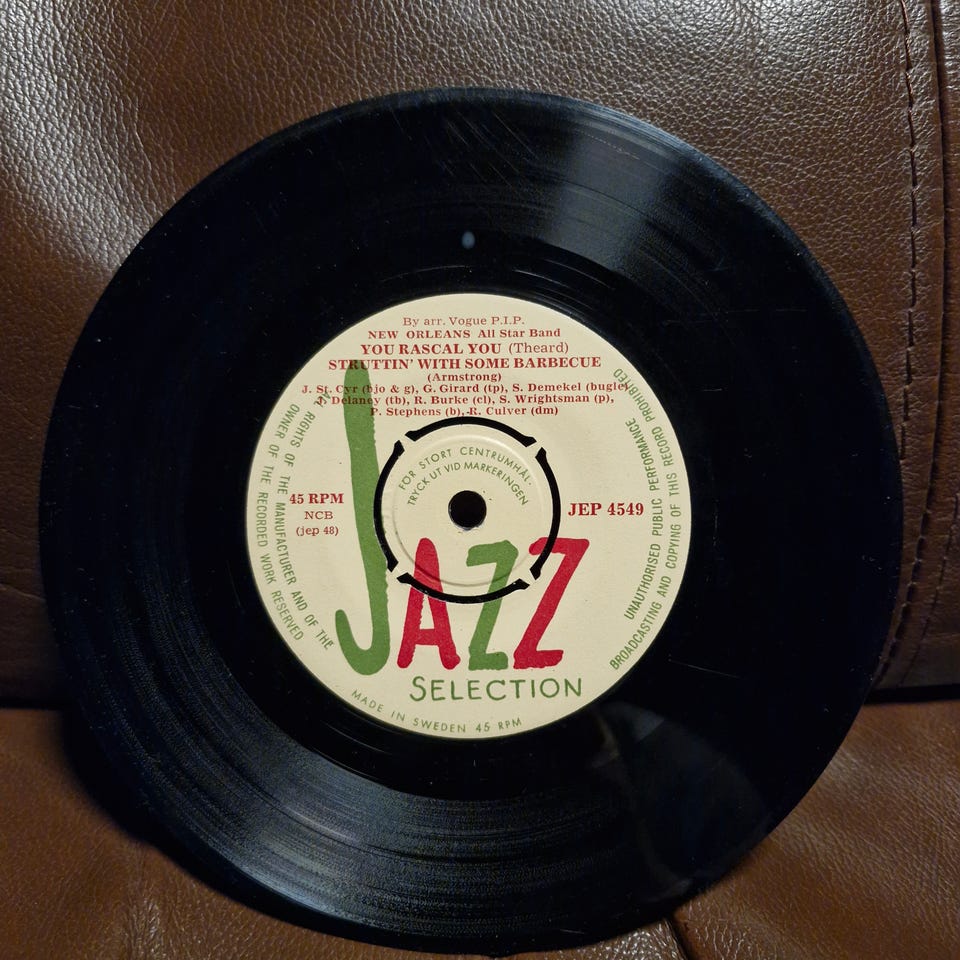 By arr. Vogue P.I.P.
NEW ORLEANS All Star Band
YOU RASCAL YOU (Theard)
STRUTTIN' WITH SOME BARBECUE
(Armstrong)
J. St. Cyr (bjo & g), G. Girard (tp), S. Demekel (bugle)
J. Delaney (tb), R. Burke (cl), S. Wrightsman (p),
P. Stephens (b), R. Culver (dm)
FÖR STORT CENTRUMHÅL.
TRYCK UT VID MARKERINGEN
45 RPM
NCB
(jep 48)
JEP 4549
JAZZ
SELECTION
RIGHTS OF THE MANUFACTURER AND OF THE
OWNER OF THE RECORDED WORK RESERVED
UNAUTHORISED PUBLIC PERFORMANCE
BROADCASTING AND COPYING OF THIS RECORD PROHIBITED
MADE IN SWEDEN 45 RPM